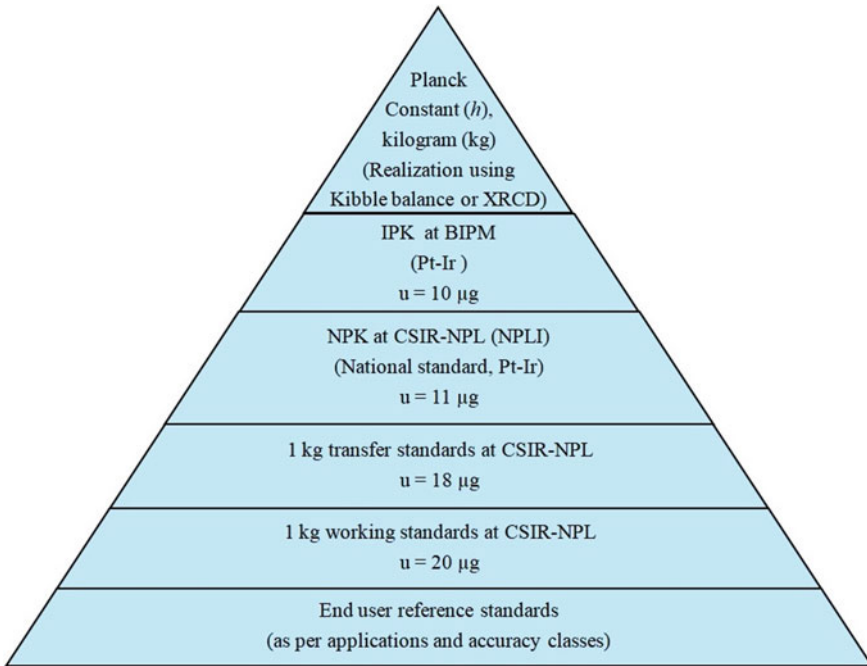 Planck
Constant (h),
kilogram (kg)
(Realization using
Kibble balance or XRCD)
IPK at BIPM
(Pt-Ir )
u = 10 µg
NPK at CSIR-NPL (NPLI)
(National standard, Pt-Ir)
u = 11 µg
1 kg transfer standards at CSIR-NPL
u = 18 µg
1 kg working standards at CSIR-NPL
u = 20 µg
End user reference standards
(as per applications and accuracy classes)